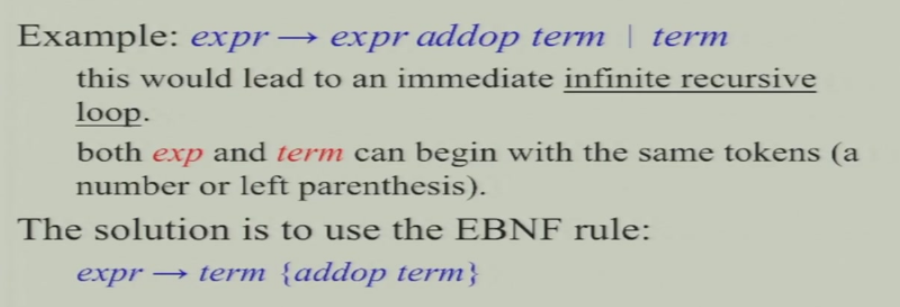 Example: expr → expr addop term | term
this would lead to an immediate infinite recursive
loop.
both exp and term can begin with the same tokens (a
number or left parenthesis).
The solution is to use the EBNF rule:
expr → term {addop term}